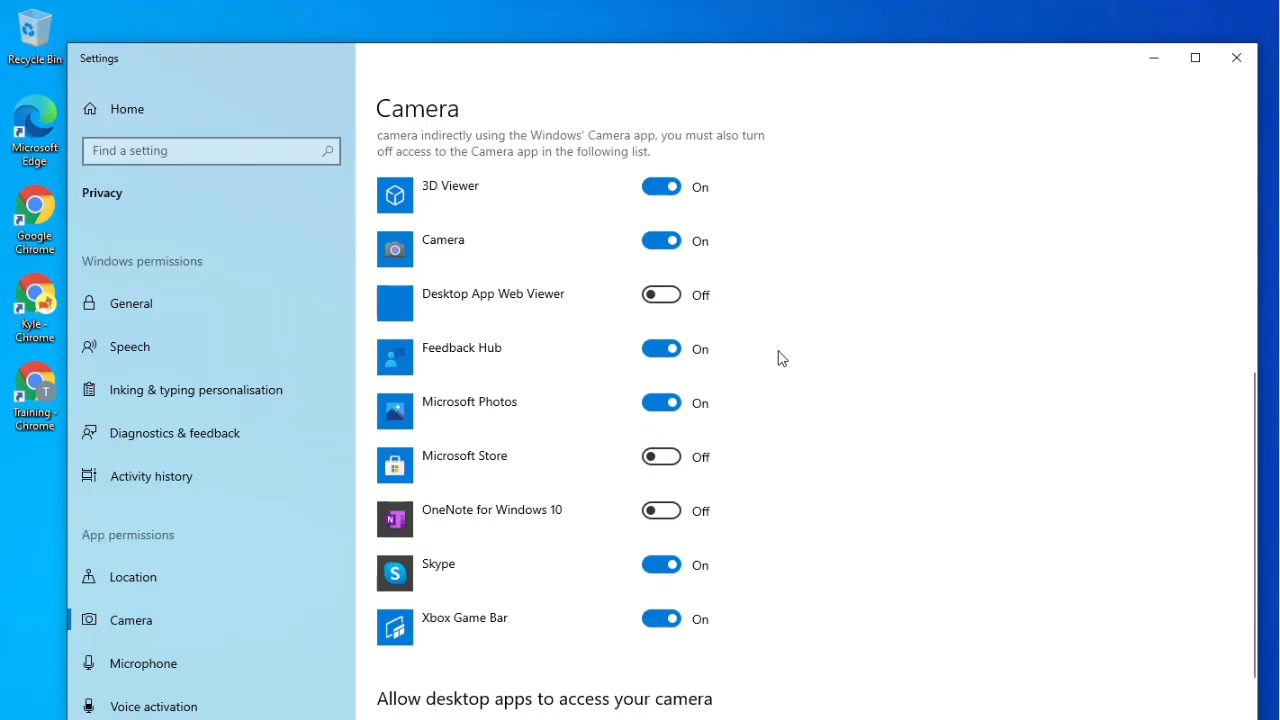 Recycle Bin
Microsoft
Edge
Google
Chrome
Kyle -
Chrome
T
Training -
Chrome
Settings
Home
Find a setting
Privacy
Windows permissions
General
Speech
Inking & typing personalisation
Diagnostics & feedback
Activity history
App permissions
Location
Camera
Microphone
Voice activation
Camera
camera indirectly using the Windows' Camera app, you must also turn
off access to the Camera app in the following list.
3D Viewer On
Camera On
Desktop App Web Viewer Off
Feedback Hub On
Microsoft Photos On
Microsoft Store Off
N OneNote for Windows 10 Off
S Skype On
Xbox Game Bar On
Allow desktop apps to access your camera